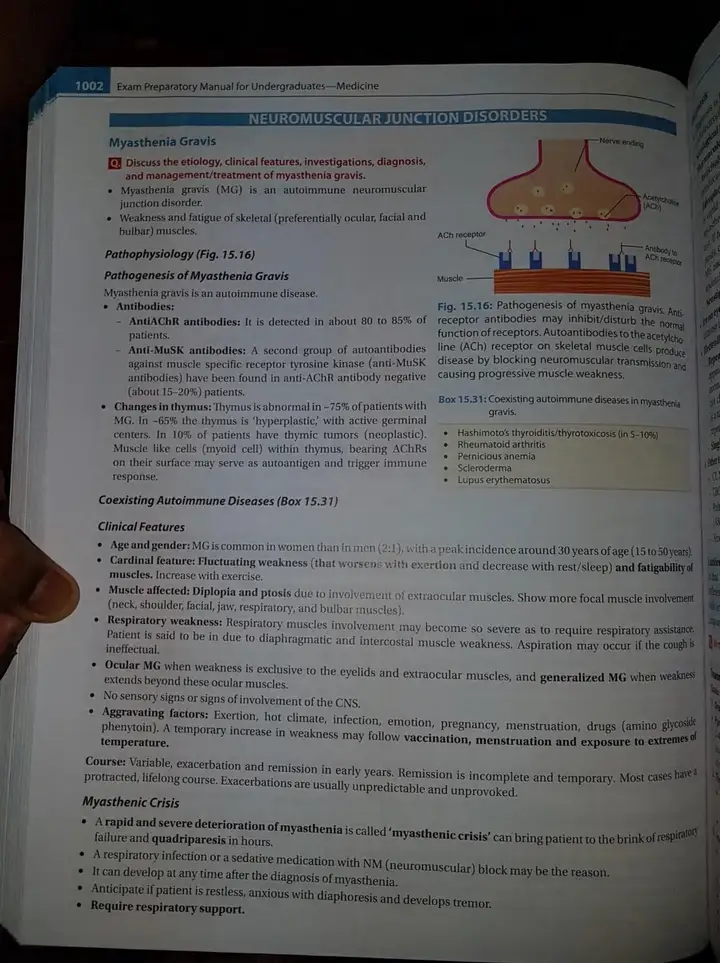 1002 Exam Preparatory Manual for Undergraduates—Medicine
NEUROMUSCULAR JUNCTION DISORDERS
Myasthenia Gravis
Q. Discuss the etiology, clinical features, investigations, diagnosis,
and management/treatment of myasthenia gravis.
• Myasthenia gravis (MG) is an autoimmune neuromuscular
junction disorder.
• Weakness and fatigue of skeletal (preferentially ocular, facial and
bulbar) muscles.
Pathophysiology (Fig. 15.16)
Pathogenesis of Myasthenia Gravis
Myasthenia gravis is an autoimmune disease.
• Antibodies:
– AntiAChR antibodies: It is detected in about 80 to 85% of
patients.
– Anti-MuSK antibodies: A second group of autoantibodies
against muscle specific receptor tyrosine kinase (anti-MuSK
antibodies) have been found in anti-AChR antibody negative
(about 15–20%) patients.
• Changes in thymus: Thymus is abnormal in ~75% of patients with
MG. In ~65% the thymus is ‘hyperplastic,’ with active germinal
centers. In 10% of patients have thymic tumors (neoplastic).
Muscle like cells (myoid cell) within thymus, bearing AChRs
on their surface may serve as autoantigen and trigger immune
response.
Nerve ending
Acetylcholine
(ACh)
ACh receptor
Antibody to
ACh receptor
Muscle
Fig. 15.16: Pathogenesis of myasthenia gravis. Anti-
receptor antibodies may inhibit/disturb the normal
function of receptors. Autoantibodies to the acetylcho-
line (ACh) receptor on skeletal muscle cells produce
disease by blocking neuromuscular transmission and
causing progressive muscle weakness.
Box 15.31: Coexisting autoimmune diseases in myasthenia
gravis.
• Hashimoto's thyroiditis/thyrotoxicosis (in 5–10%)
• Rheumatoid arthritis
• Pernicious anemia
• Scleroderma
• Lupus erythematosus
Coexisting Autoimmune Diseases (Box 15.31)
Clinical Features
• Age and gender: MG is common in women than in men (2:1), with a peak incidence around 30 years of age (15 to 50 years).
• Cardinal feature: Fluctuating weakness (that worsens with exertion and decrease with rest/sleep) and fatigability of
muscles. Increase with exercise.
• Muscle affected: Diplopia and ptosis due to involvement of extraocular muscles. Show more focal muscle involvement
(neck, shoulder, facial, jaw, respiratory, and bulbar muscles).
• Respiratory weakness: Respiratory muscles involvement may become so severe as to require respiratory assistance.
Patient is said to be in due to diaphragmatic and intercostal muscle weakness. Aspiration may occur if the cough is
ineffectual.
• Ocular MG when weakness is exclusive to the eyelids and extraocular muscles, and generalized MG when weakness
extends beyond these ocular muscles.
• No sensory signs or signs of involvement of the CNS.
• Aggravating factors: Exertion, hot climate, infection, emotion, pregnancy, menstruation, drugs (amino glycoside
phenytoin). A temporary increase in weakness may follow vaccination, menstruation and exposure to extremes of
temperature.
Course: Variable, exacerbation and remission in early years. Remission is incomplete and temporary. Most cases have a
protracted, lifelong course. Exacerbations are usually unpredictable and unprovoked.
Myasthenic Crisis
• A rapid and severe deterioration of myasthenia is called ‘myasthenic crisis’ can bring patient to the brink of respiratory
failure and quadriparesis in hours.
• A respiratory infection or a sedative medication with NM (neuromuscular) block may be the reason.
• It can develop at any time after the diagnosis of myasthenia.
• Anticipate if patient is restless, anxious with diaphoresis and develops tremor.
• Require respiratory support.